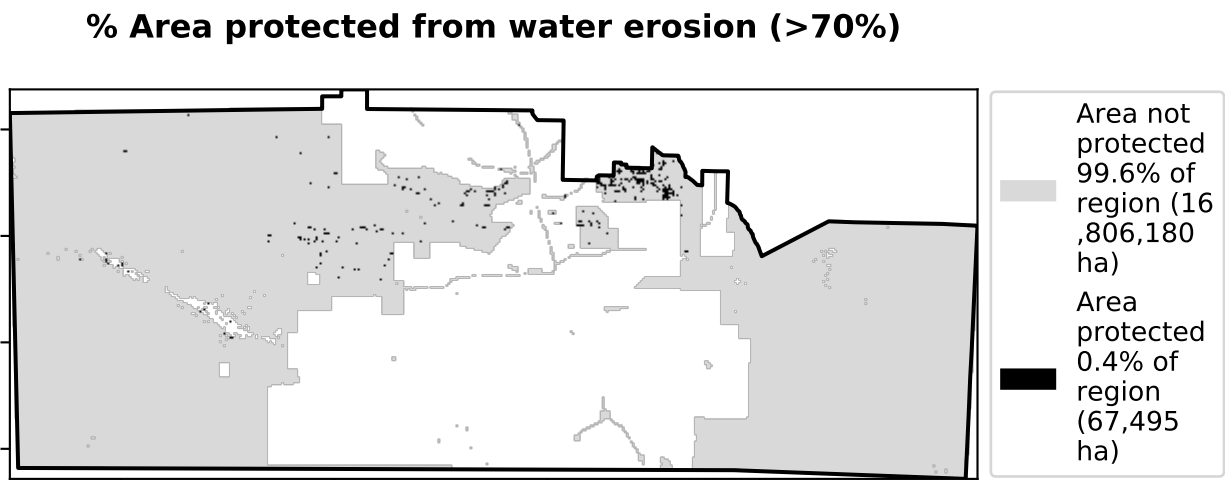 % Area protected from water erosion (>70%)
Area not
protected
99.6% of
region (16
,806,180
ha)
Area
protected
0.4% of
region
(67,495
ha)